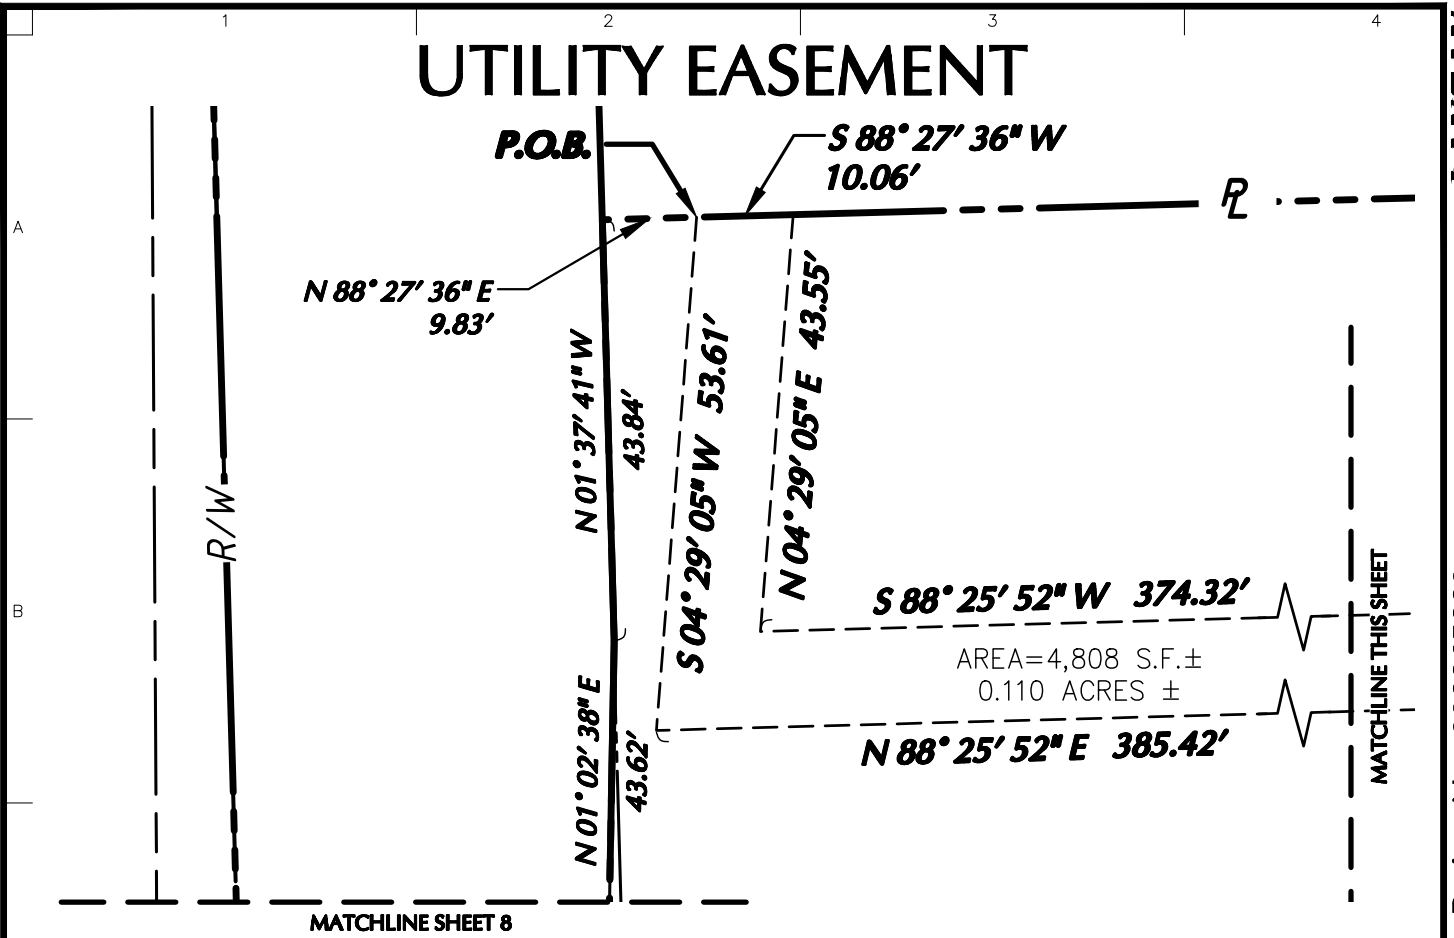 1 2 3 4
UTILITY EASEMENT
P.O.B.
S 88° 27' 36" W
10.06'
PL
A
N 88° 27' 36" E
9.83'
N 01° 37' 41" W
43.84'
S 04° 29' 05" W 53.61'
N 04° 29' 05" E 43.55'
R/W
B
S 88° 25' 52" W 374.32'
AREA=4,808 S.F.±
0.110 ACRES ±
N 88° 25' 52" E 385.42'
MATCHLINE THIS SHEET
N 01° 02' 38" E
43.62'
MATCHLINE SHEET 8